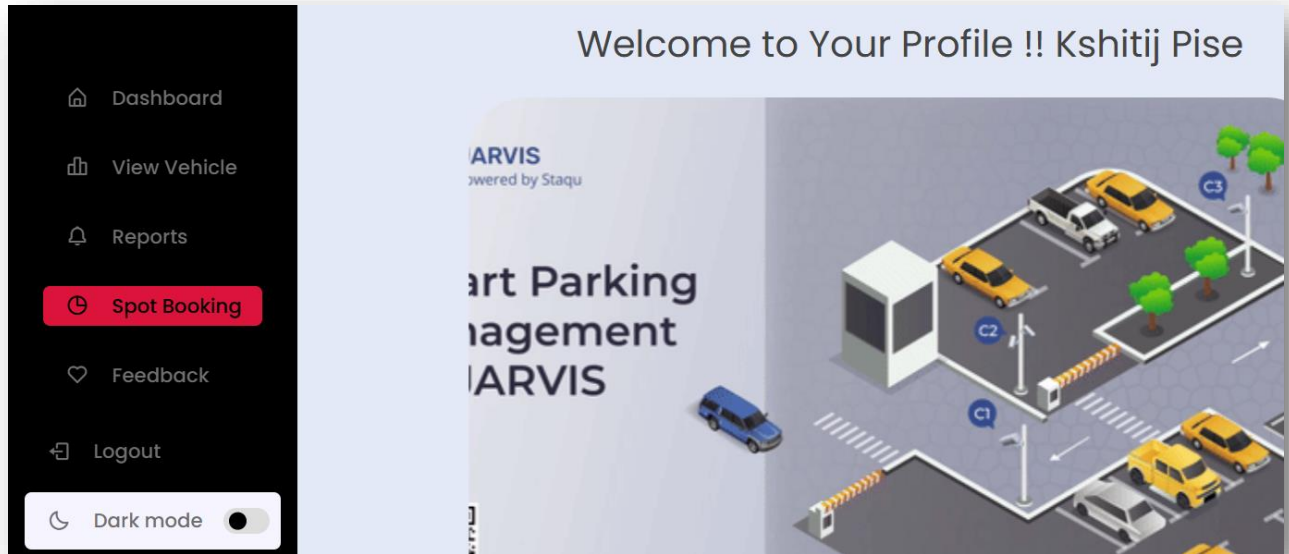 Welcome to Your Profile !! Kshitij Pise
Dashboard
View Vehicle
Reports
Spot Booking
Feedback
Logout
Dark mode
ARVIS
owered by Staqu
art Parking
nagement
JARVIS
C3
C2
C1